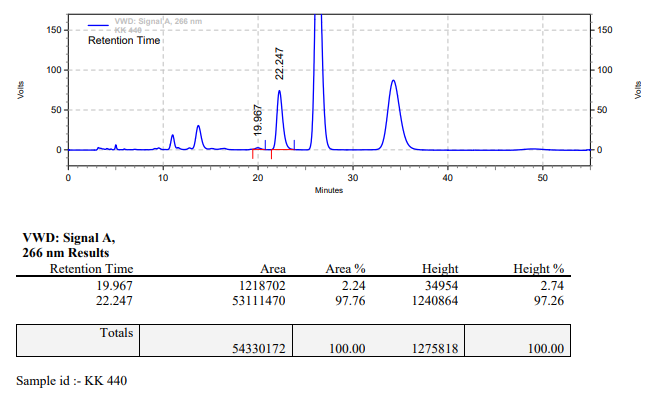 VWD: Signal A, 266 nm
KK 440
Retention Time
150
100
50
0
Volts
19.967
22.247
150
100
50
0
Volts
0 10 20 30 40 50
Minutes
VWD: Signal A,
266 nm Results
Retention Time Area Area % Height Height %
19.967 1218702 2.24 34954 2.74
22.247 53111470 97.76 1240864 97.26
Totals
54330172 100.00 1275818 100.00
Sample id :- KK 440